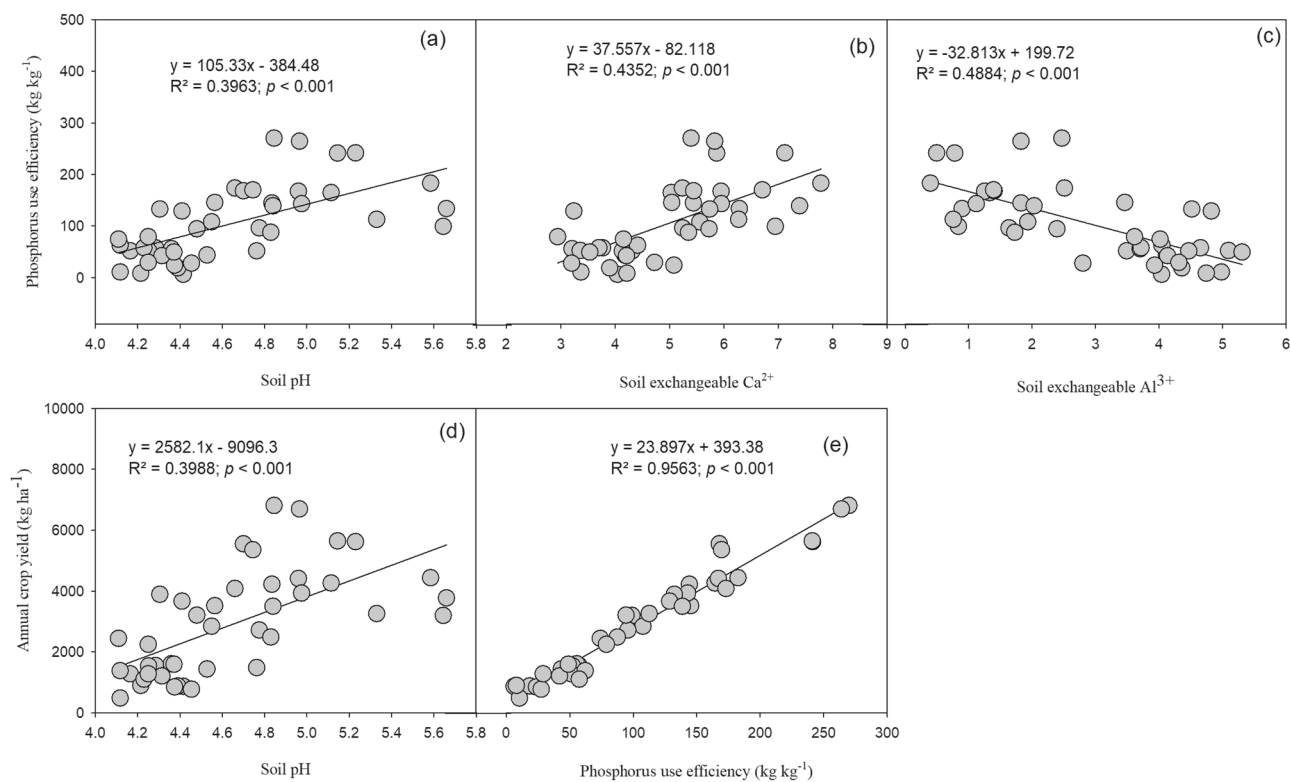 500
400
300
200
100
0
Phosphorus use efficiency (kg kg⁻¹)
(a)
y = 105.33x - 384.48
R² = 0.3963; p < 0.001
4.0 4.2 4.4 4.6 4.8 5.0 5.2 5.4 5.6 5.8
Soil pH
(b)
y = 37.557x - 82.118
R² = 0.4352; p < 0.001
2 3 4 5 6 7 8 9
Soil exchangeable Ca²⁺
(c)
y = -32.813x + 199.72
R² = 0.4884; p < 0.001
0 1 2 3 4 5 6
Soil exchangeable Al³⁺
10000
8000
6000
4000
2000
0
Annual crop yield (kg ha⁻¹)
(d)
y = 2582.1x - 9096.3
R² = 0.3988; p < 0.001
4.0 4.2 4.4 4.6 4.8 5.0 5.2 5.4 5.6 5.8
Soil pH
(e)
y = 23.897x + 393.38
R² = 0.9563; p < 0.001
0 50 100 150 200 250 300
Phosphorus use efficiency (kg kg⁻¹)